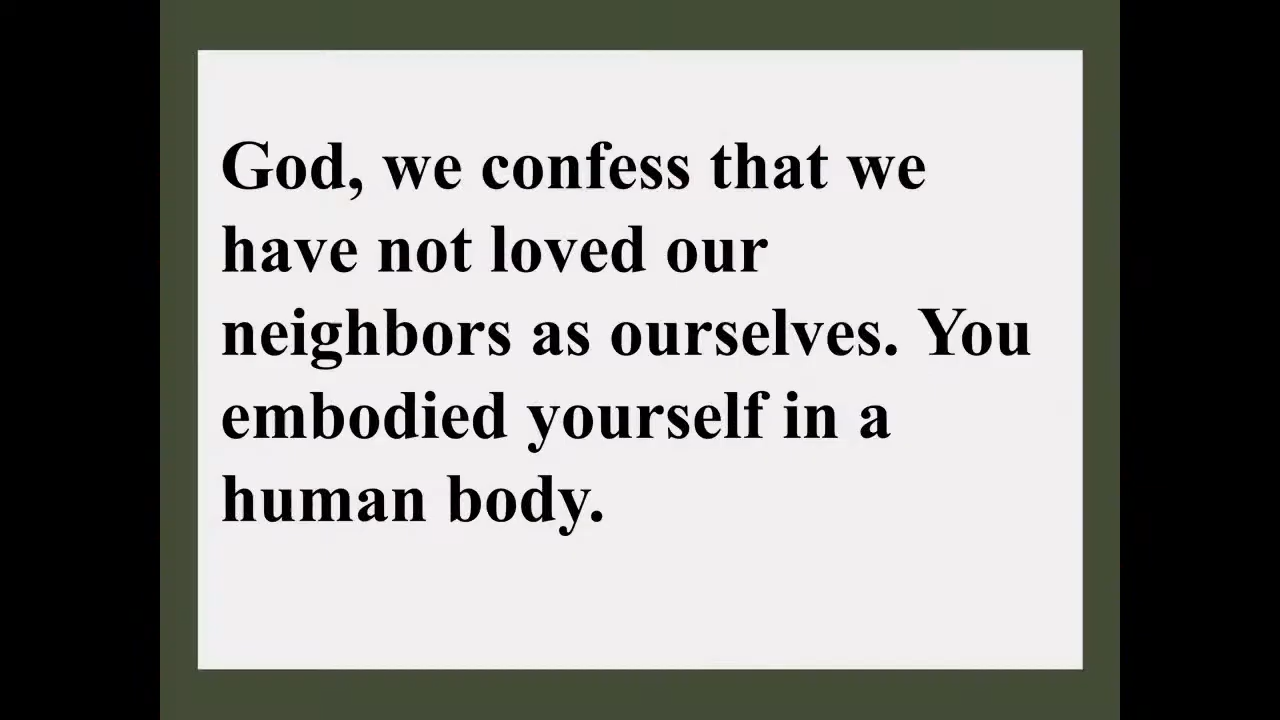 God, we confess that we
have not loved our
neighbors as ourselves. You
embodied yourself in a
human body.